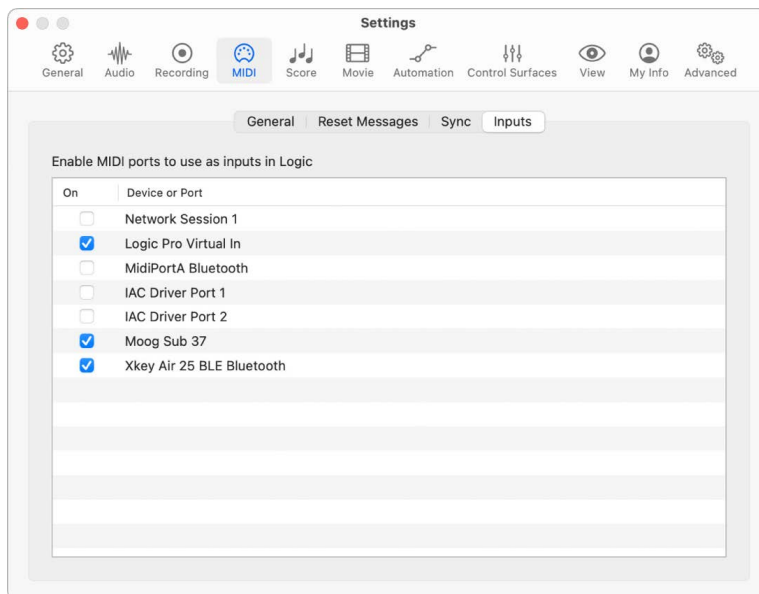 Settings
General Audio Recording MIDI Score Movie Automation Control Surfaces View My Info Advanced
General Reset Messages Sync Inputs
Enable MIDI ports to use as inputs in Logic
On Device or Port
Network Session 1
Logic Pro Virtual In
MidiPortA Bluetooth
IAC Driver Port 1
IAC Driver Port 2
Moog Sub 37
Xkey Air 25 BLE Bluetooth